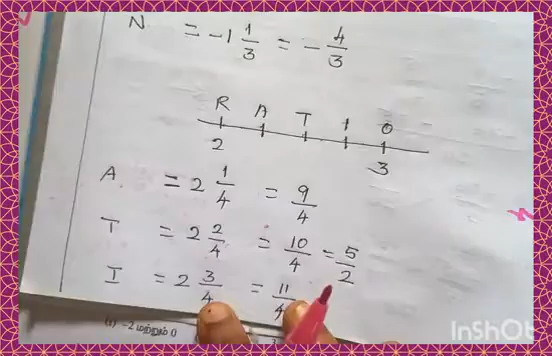 N = -1 1/3 = - 4/3
R A T I O
2 3
A = 2 1/4 = 9/4
T = 2 2/4 = 10/4 = 5/2
I = 2 3/4 = 11/4
InShOt